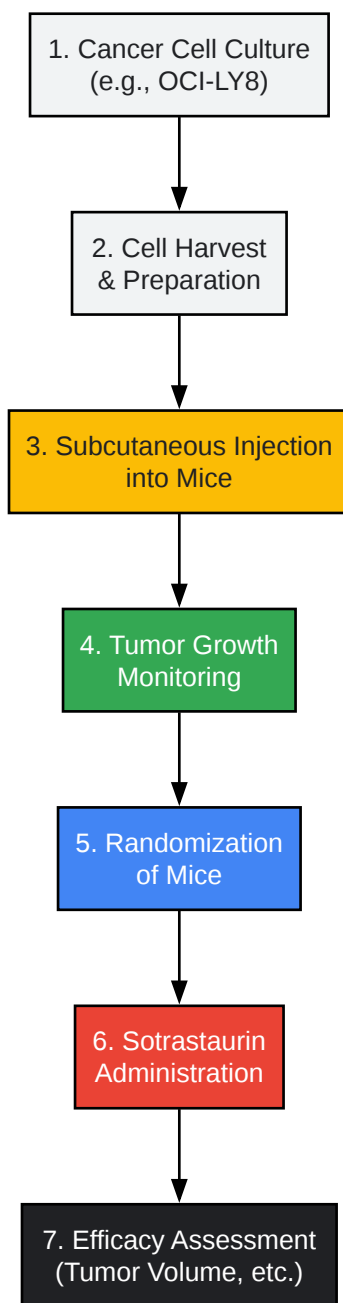 1. Cancer Cell Culture
(e.g., OCI-LY8)
2. Cell Harvest
& Preparation
3. Subcutaneous Injection
into Mice
4. Tumor Growth
Monitoring
5. Randomization
of Mice
6. Sotrastaurin
Administration
7. Efficacy Assessment
(Tumor Volume, etc.)